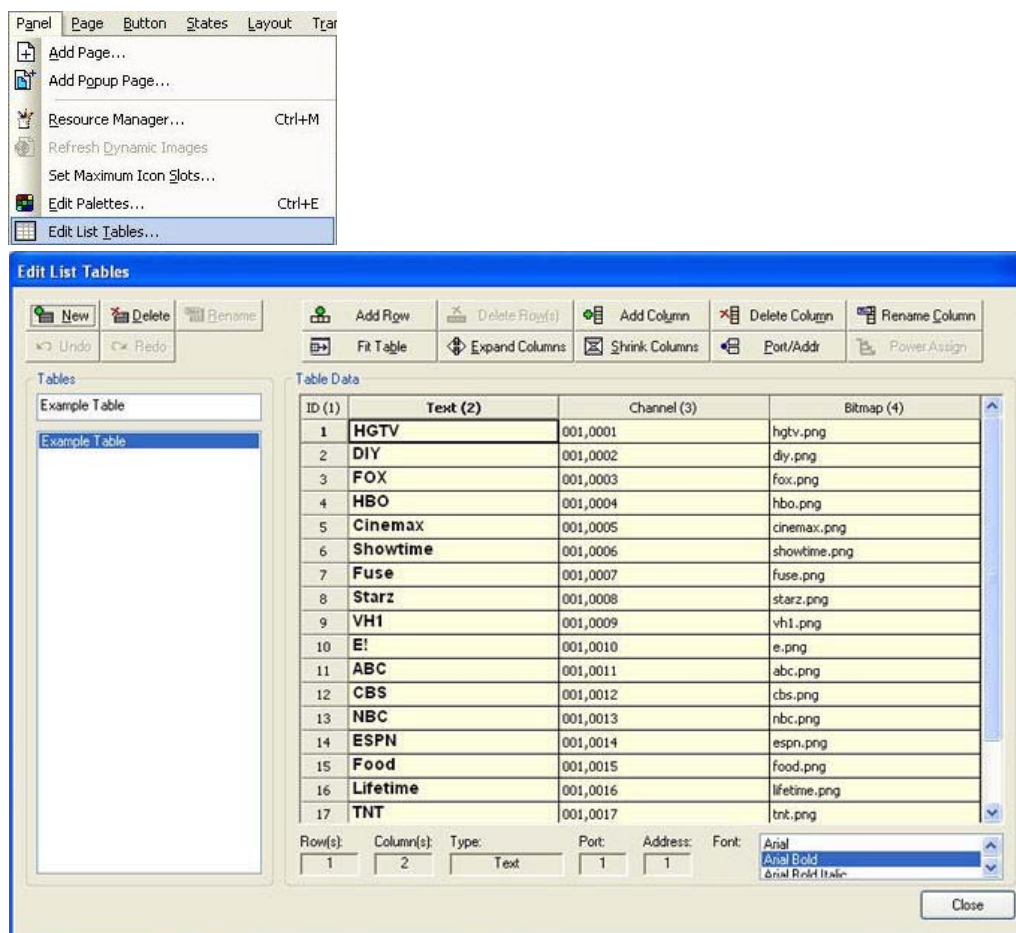 Panel Page Button States Layout Trar
Add Page...
Add Popup Page...
Resource Manager... Ctrl+M
Refresh Dynamic Images
Set Maximum Icon Slots...
Edit Palettes... Ctrl+E
Edit List Tables...
Edit List Tables
New Delete Rename Add Row Delete Row(s) Add Column Delete Column Rename Column
Undo Redo Fit Table Expand Columns Shrink Columns Port/Addr Power Assign
Tables Table Data
Example Table
Example Table
ID (1) Text (2) Channel (3) Bitmap (4)
1 HGTV 001,0001 hgtv.png
2 DIY 001,0002 diy.png
3 FOX 001,0003 fox.png
4 HBO 001,0004 hbo.png
5 Cinemax 001,0005 cinemax.png
6 Showtime 001,0006 showtime.png
7 Fuse 001,0007 fuse.png
8 Starz 001,0008 starz.png
9 VH1 001,0009 vh1.png
10 E! 001,0010 e.png
11 ABC 001,0011 abc.png
12 CBS 001,0012 cbs.png
13 NBC 001,0013 nbc.png
14 ESPN 001,0014 espn.png
15 Food 001,0015 food.png
16 Lifetime 001,0016 lifetime.png
17 TNT 001,0017 tnt.png
Row(s): Column(s): Type: Port: Address: Font: Arial
1 2 Text 1 1 Arial Bold
Arial Bold Italic
Close